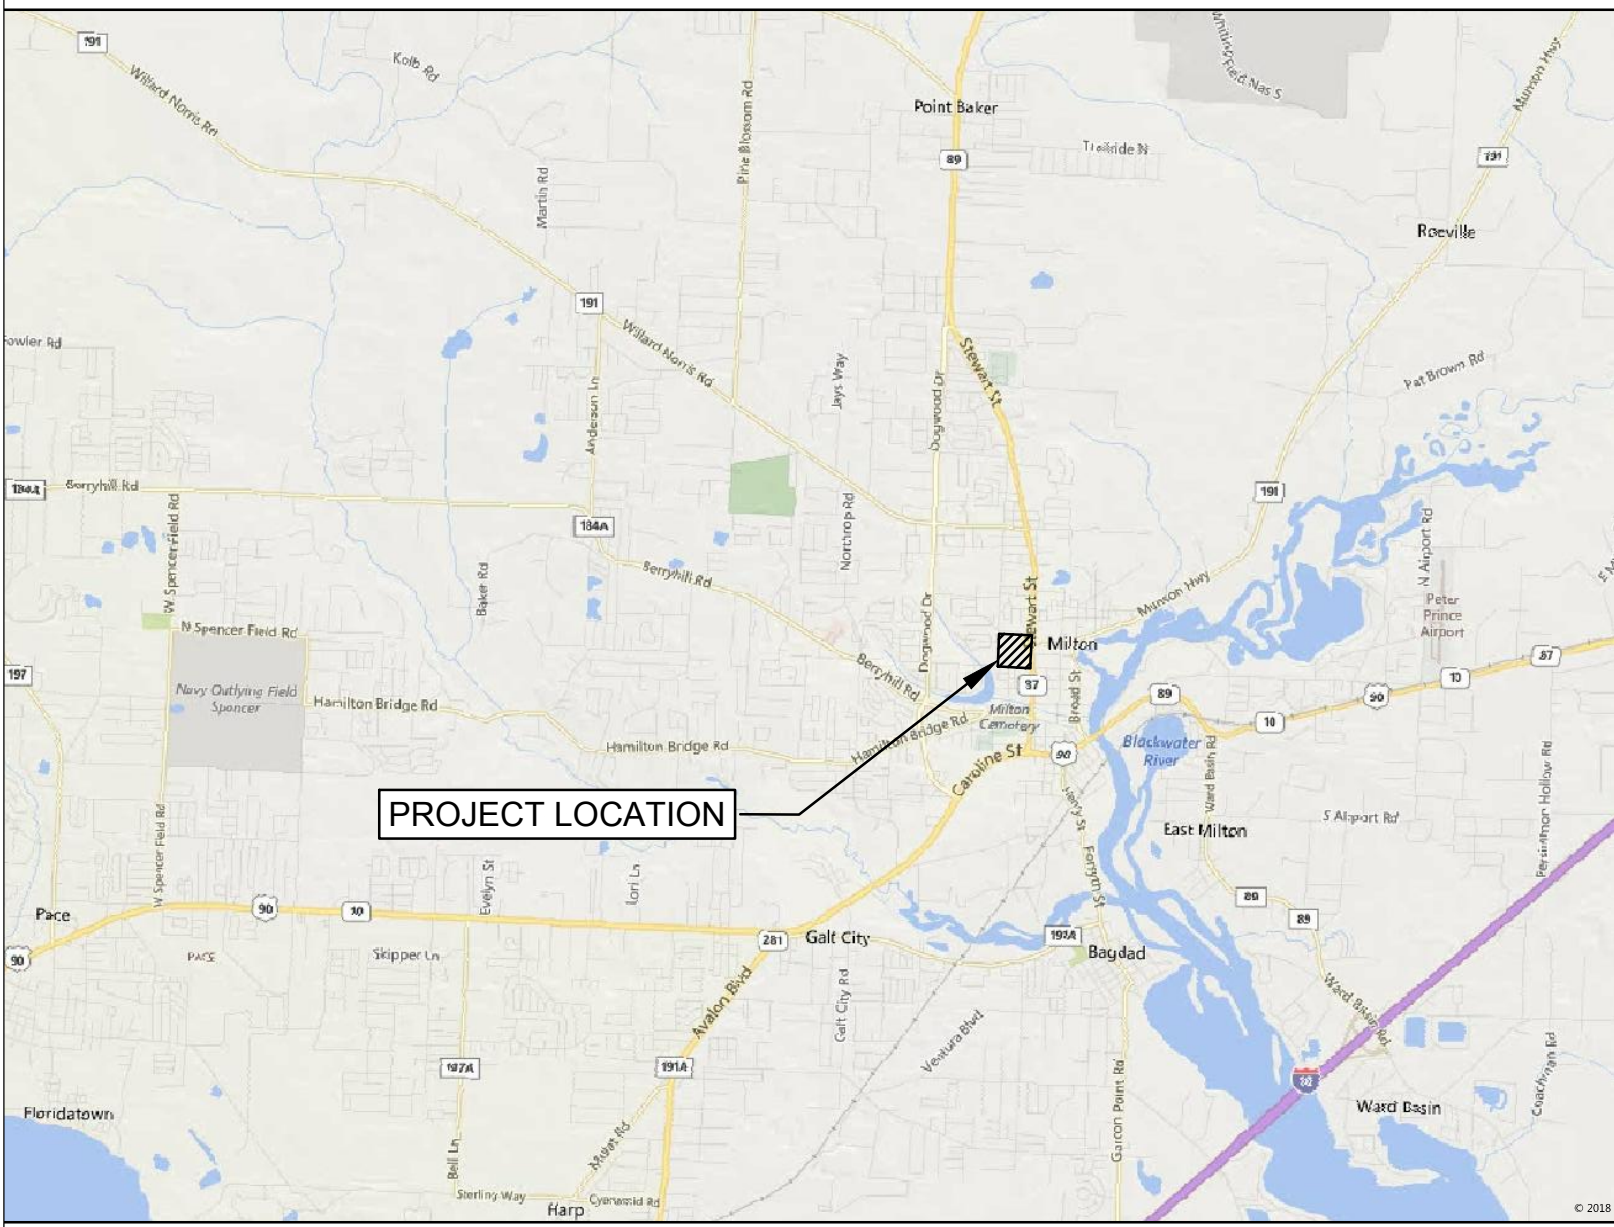 191
Kolb Rd
Willard Norris Rd
Pine Blossom Rd
Point Baker
Whiting Field Nas S
Munson Hwy
89
191
Martin Rd
Roeville
191
Willard Norris Rd
Stewart St
Jays Way
Dogwood Dr
Pat Brown Rd
Anderson Ln
184A
Berryhill Rd
191
W Spencer Field Rd
184A
Northrop Rd
N Airport Rd
Baker Rd
Berryhill Rd
Munson Hwy
Stewart St
Peter
Prince
Airport
N Spencer Field Rd
Dogwood Dr
Milton
87
197
Berryhill Rd
10
Navy Outlying Field
Spencer
Hamilton Bridge Rd
87
Broad St
89
90
Milton
Cemetery
10
Hamilton Bridge Rd
Hamilton Bridge Rd
Caroline St
90
Blackwater
River
Ward Basin Rd
Persimmon Hollow Rd
PROJECT LOCATION
Henry St
East Milton
S Airport Rd
W Spencer Field Rd
Evelyn St
Lori Ln
Forsyth St
Pace
90
10
89
89
90
PACE
Skipper Ln
281
Galt City
Bagdad
Avalon Blvd
Galt City Rd
Ventura Blvd
Ward Basin Rd
Coachman Rd
197A
191A
Garcon Point Rd
Floridatown
Ward Basin
Bell Ln
Sterling Way
Harp
Cyanamid Rd
© 2018